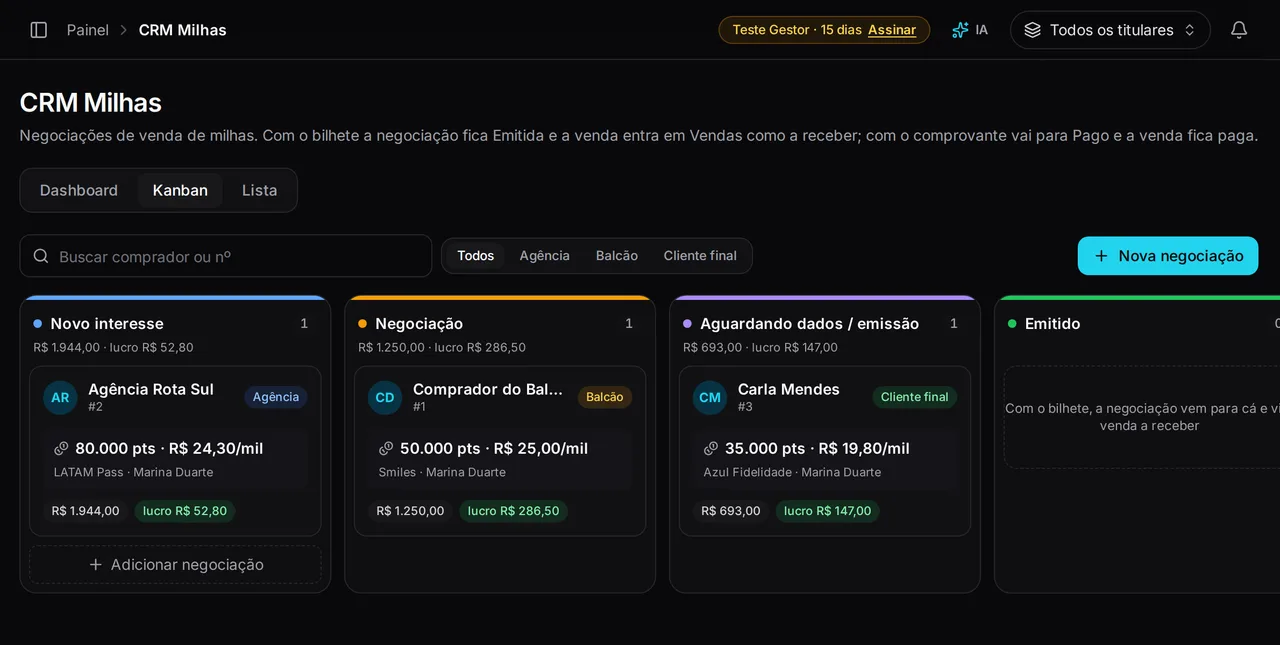 Painel > CRM Milhas
Teste Gestor · 15 dias Assinar
IA
Todos os titulares
CRM Milhas
Negociações de venda de milhas. Com o bilhete a negociação fica Emitida e a venda entra em Vendas como a receber; com o comprovante vai para Pago e a venda fica paga.
Dashboard Kanban Lista
Buscar comprador ou nº
Todos Agência Balcão Cliente final
+ Nova negociação
Novo interesse 1
R$ 1.944,00 · lucro R$ 52,80
AR Agência Rota Sul Agência
#2
80.000 pts · R$ 24,30/mil
LATAM Pass · Marina Duarte
R$ 1.944,00 lucro R$ 52,80
+ Adicionar negociação
Negociação 1
R$ 1.250,00 · lucro R$ 286,50
CD Comprador do Bal... Balcão
#1
50.000 pts · R$ 25,00/mil
Smiles · Marina Duarte
R$ 1.250,00 lucro R$ 286,50
Aguardando dados / emissão 1
R$ 693,00 · lucro R$ 147,00
CM Carla Mendes Cliente final
#3
35.000 pts · R$ 19,80/mil
Azul Fidelidade · Marina Duarte
R$ 693,00 lucro R$ 147,00
Emitido
Com o bilhete, a negociação vem para cá e vi
venda a receber